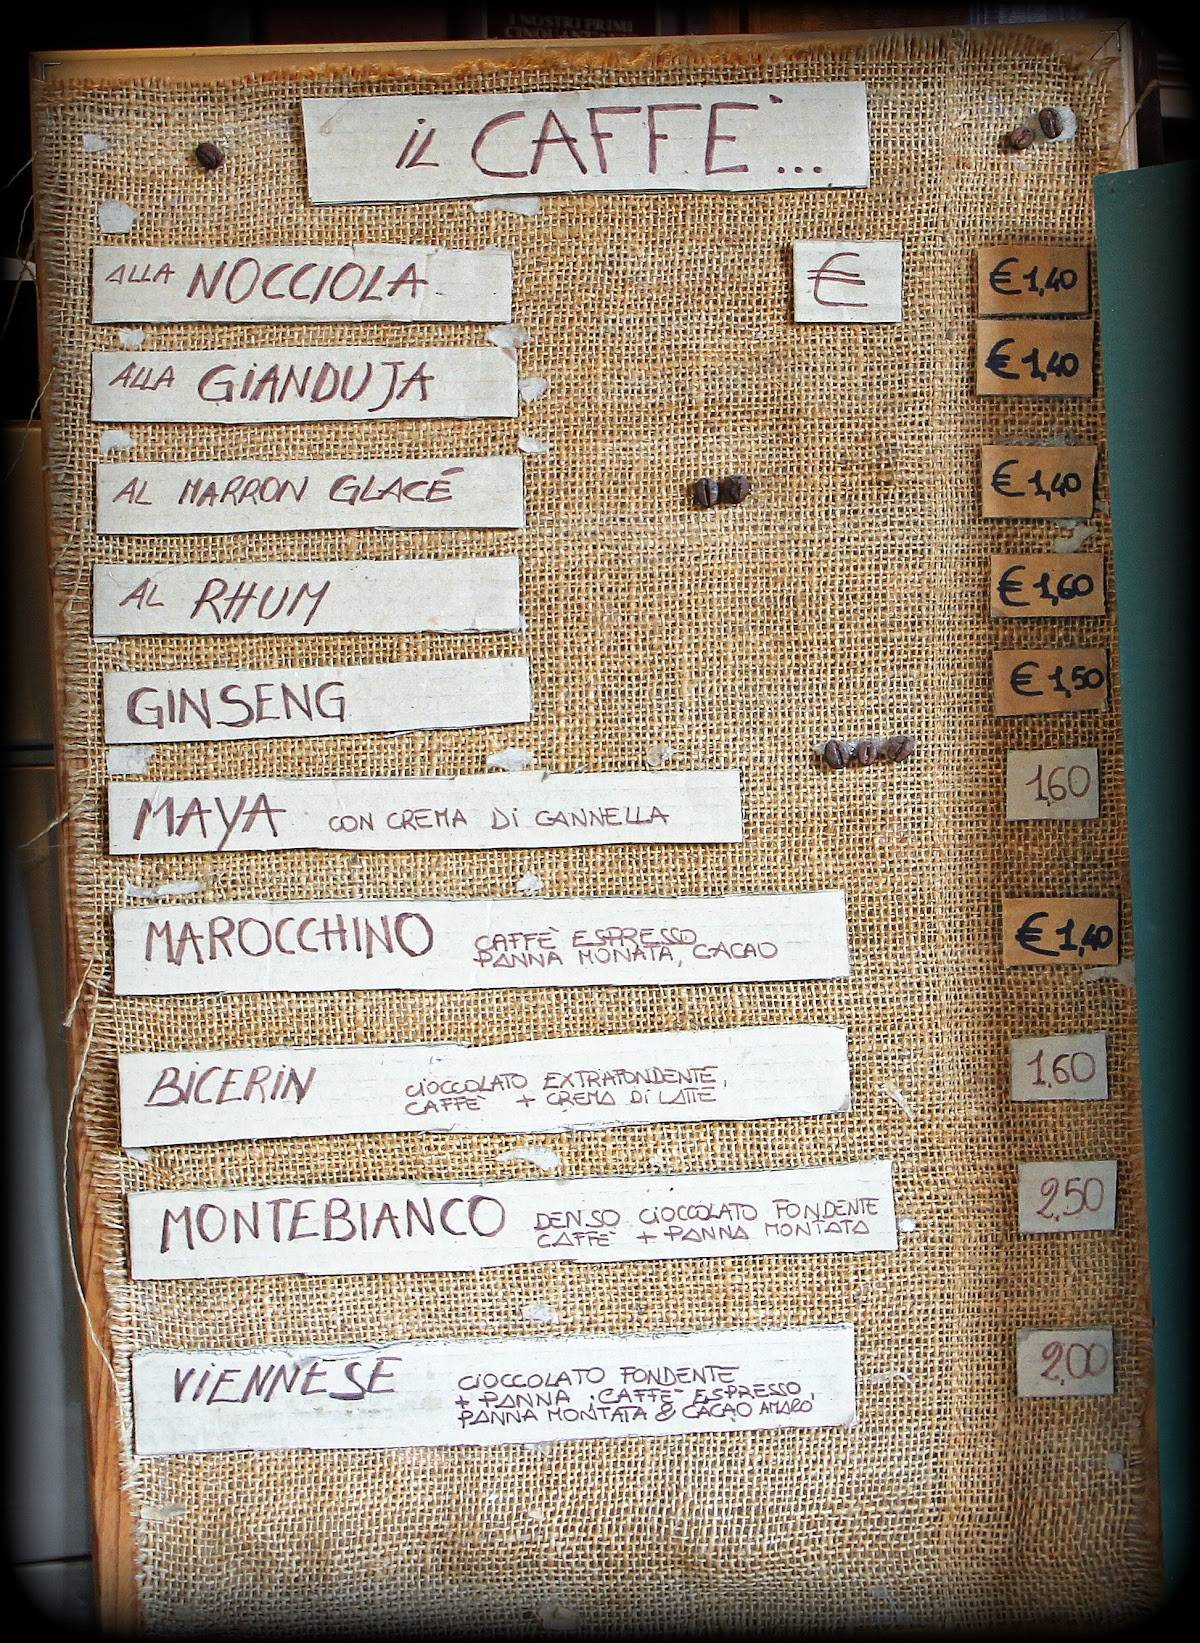 I NOSTRI PRIMI
iL CAFFE'...
€
ALLA NOCCIOLA € 1,40
ALLA GiANDUJA € 1,40
AL MARRON GLACÉ € 1,40
AL RHUM € 1,60
GiNSENG € 1,50
MAYA CON CREMA Di CANNELLA 1,60
MAROCCHINO CAFFÈ ESPRESSO € 1,40
PANNA MONATA, CACAO
BiCERiN CIOCCOLATO EXTRAFONDENTE, 1,60
CAFFÈ + CREMA Di LATTE
MONTEBIANCO DENSO CIOCCOLATO FONDENTE 2,50
CAFFÈ + PANNA MONTATA
ViENNESE CIOCCOLATO FONDENTE 2,00
+ PANNA, CAFFÈ ESPRESSO,
PANNA MONTATA & CACAO AMARO